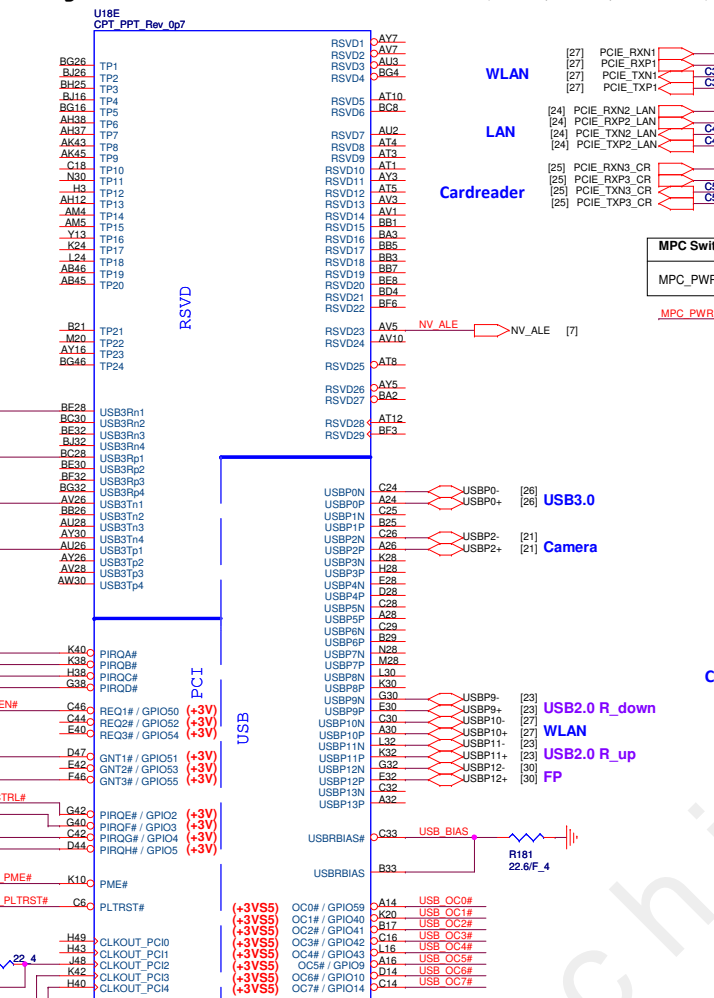 U18E
CPT_PPT_Rev_0p7
BG26 TP1
BJ26 TP2
BH25 TP3
BJ16 TP4
BG16 TP5
AH38 TP6
AH37 TP7
AK43 TP8
AK45 TP9
C18 TP10
N30 TP11
H3 TP12
AH12 TP13
AM4 TP14
AM5 TP15
Y13 TP16
K24 TP17
L24 TP18
AB46 TP19
AB45 TP20
B21 TP21
M20 TP22
AY16 TP23
BG46 TP24
RSVD
BE28 USB3Rn1
BC30 USB3Rn2
BE32 USB3Rn3
BJ32 USB3Rn4
BC28 USB3Rp1
BE30 USB3Rp2
BF32 USB3Rp3
BG32 USB3Rp4
AV26 USB3Tn1
BB26 USB3Tn2
AU28 USB3Tn3
AY30 USB3Tn4
AU26 USB3Tp1
AY26 USB3Tp2
AV28 USB3Tp3
AW30 USB3Tp4
K40 PIRQA#
K38 PIRQB#
H38 PIRQC#
G38 PIRQD#
PCI
EN# C46 REQ1# / GPIO50 (+3V)
C44 REQ2# / GPIO52 (+3V)
E40 REQ3# / GPIO54 (+3V)
D47 GNT1# / GPIO51 (+3V)
E42 GNT2# / GPIO53 (+3V)
F46 GNT3# / GPIO55 (+3V)
TRL# G42 PIRQE# / GPIO2 (+3V)
G40 PIRQF# / GPIO3 (+3V)
C42 PIRQG# / GPIO4 (+3V)
D44 PIRQH# / GPIO5 (+3V)
PME# K10 PME#
PLTRST# C6 PLTRST#
H49 CLKOUT_PCI0
H43 CLKOUT_PCI1
22_4 J48 CLKOUT_PCI2
K42 CLKOUT_PCI3
H40 CLKOUT_PCI4
RSVD1 AY7
RSVD2 AV7
RSVD3 AU3
RSVD4 BG4
RSVD5 AT10
RSVD6 BC8
RSVD7 AU2
RSVD8 AT4
RSVD9 AT3
RSVD10 AT1
RSVD11 AY3
RSVD12 AT5
RSVD13 AV3
RSVD14 AV1
RSVD15 BB1
RSVD16 BA3
RSVD17 BB5
RSVD18 BB3
RSVD19 BB7
RSVD20 BE8
RSVD21 BD4
RSVD22 BF6
RSVD23 AV5 NV_ALE NV_ALE [7]
RSVD24 AV10
RSVD25 AT8
RSVD26 AY5
RSVD27 BA2
RSVD28 AT12
RSVD29 BF3
USB
USBP0N C24 USBP0- [26]
USBP0P A24 USBP0+ [26] USB3.0
USBP1N C25
USBP1P B25
USBP2N C26 USBP2- [21]
USBP2P A26 USBP2+ [21] Camera
USBP3N K28
USBP3P H28
USBP4N E28
USBP4P D28
USBP5N C28
USBP5P A28
USBP6N C29
USBP6P B29
USBP7N N28
USBP7P M28
USBP8N L30
USBP8P K30
USBP9N G30 USBP9- [23]
USBP9P E30 USBP9+ [23] USB2.0 R_down
USBP10N C30 USBP10- [27]
USBP10P A30 USBP10+ [27] WLAN
USBP11N L32 USBP11- [23]
USBP11P K32 USBP11+ [23] USB2.0 R_up
USBP12N G32 USBP12- [30]
USBP12P E32 USBP12+ [30] FP
USBP13N C32
USBP13P A32
USBRBIAS# C33 USB_BIAS
R181
22.6/F_4
USBRBIAS B33
(+3VS5) OC0# / GPIO59 A14 USB_OC0#
(+3VS5) OC1# / GPIO40 K20 USB_OC1#
(+3VS5) OC2# / GPIO41 B17 USB_OC2#
(+3VS5) OC3# / GPIO42 C16 USB_OC3#
(+3VS5) OC4# / GPIO43 L16 USB_OC4#
(+3VS5) OC5# / GPIO9 A16 USB_OC5#
(+3VS5) OC6# / GPIO10 D14 USB_OC6#
(+3VS5) OC7# / GPIO14 C14 USB_OC7#
WLAN
[27] PCIE_RXN1
[27] PCIE_RXP1
[27] PCIE_TXN1
[27] PCIE_TXP1
LAN
[24] PCIE_RXN2_LAN
[24] PCIE_RXP2_LAN
[24] PCIE_TXN2_LAN
[24] PCIE_TXP2_LAN
Cardreader
[25] PCIE_RXN3_CR
[25] PCIE_RXP3_CR
[25] PCIE_TXN3_CR
[25] PCIE_TXP3_CR
MPC Swit
MPC_PWR
MPC_PWR
C
chi